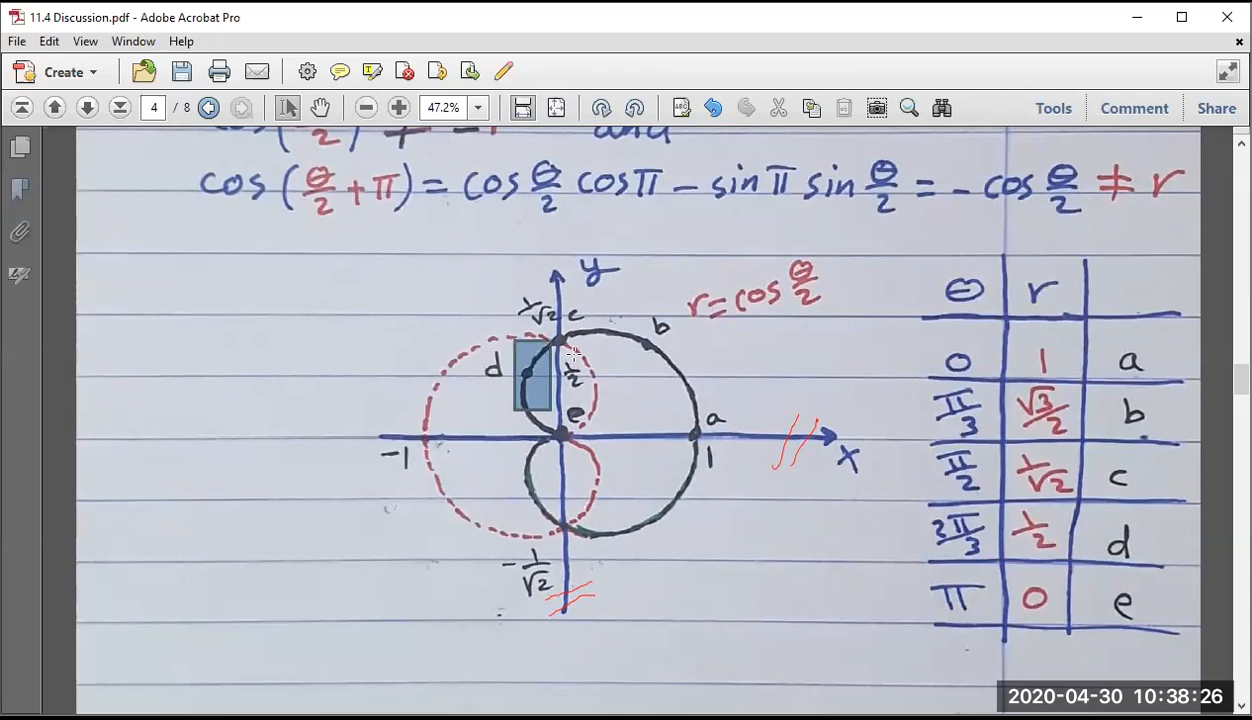 11.4 Discussion.pdf - Adobe Acrobat Pro
File Edit View Window Help
Create
4 / 8 47.2% Tools Comment Share
cos(θ/2 + π) = cos θ/2 cos π - sin π sin θ/2 = - cos θ/2 ≠ r
y
r = cos θ/2
1/√2 c
b
d
1/2
e
a
-1
1
x
-1/√2
θ r
0 1 a
π/3 √3/2 b
π/2 1/√2 c
2π/3 1/2 d
π 0 e
2020-04-30 10:38:26